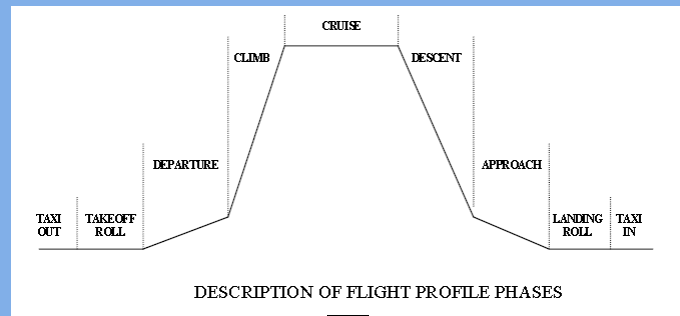 CRUISE
CLIMB
DESCENT
DEPARTURE
APPROACH
TAXI
OUT
TAKEOFF
ROLL
LANDING
ROLL
TAXI
IN
DESCRIPTION OF FLIGHT PROFILE PHASES